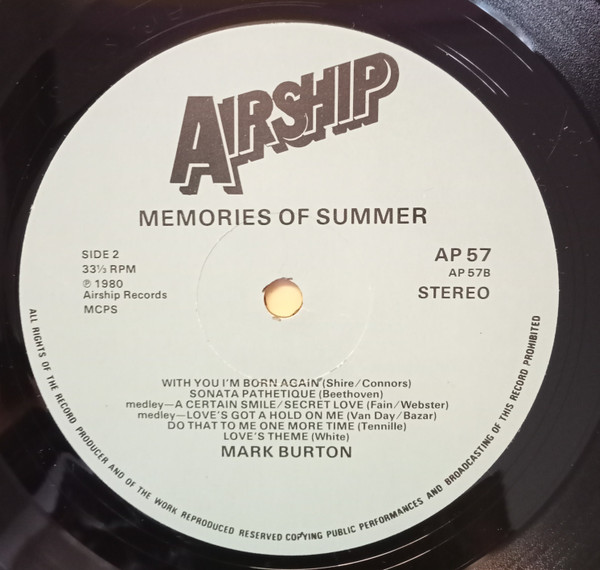 AIRSHIP
MEMORIES OF SUMMER
SIDE 2
33⅓ RPM
℗ 1980
Airship Records
MCPS
AP 57
AP 57B
STEREO
WITH YOU I'M BORN AGAIN (Shire/Connors)
SONATA PATHETIQUE (Beethoven)
medley—A CERTAIN SMILE/SECRET LOVE (Fain/Webster)
medley—LOVE'S GOT A HOLD ON ME (Van Day/Bazar)
DO THAT TO ME ONE MORE TIME (Tennille)
LOVE'S THEME (White)
MARK BURTON
ALL RIGHTS OF THE RECORD PRODUCER AND OF THE WORK REPRODUCED RESERVED COPYING PUBLIC PERFORMANCES AND BROADCASTING OF THIS RECORD PROHIBITED